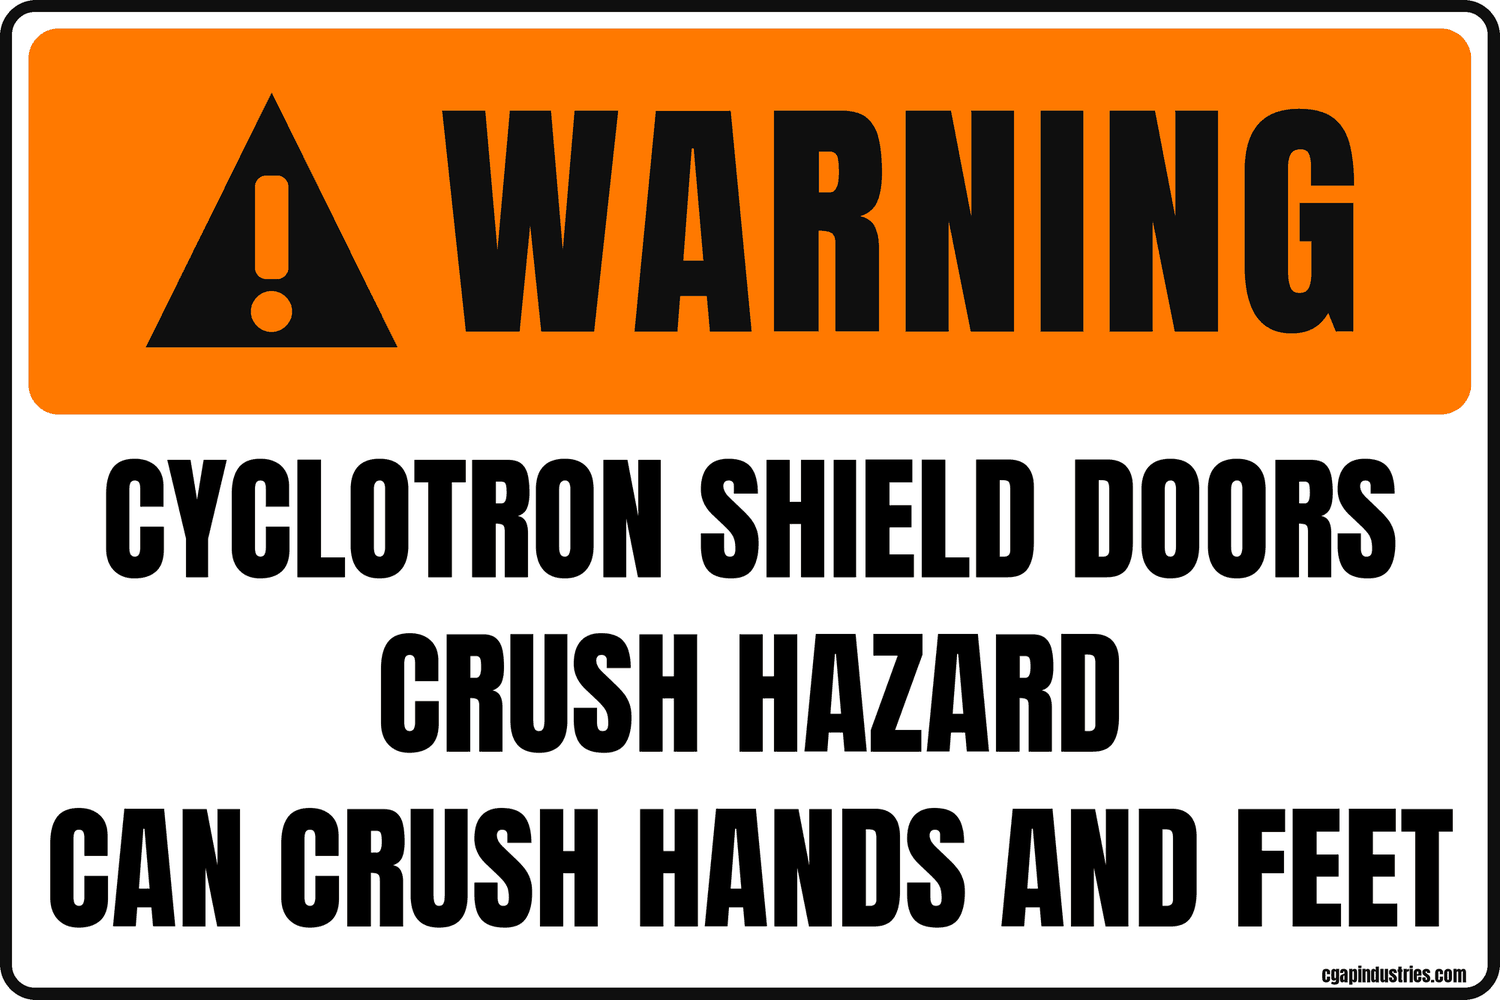 WARNING
CYCLOTRON SHIELD DOORS
CRUSH HAZARD
CAN CRUSH HANDS AND FEET
cgapindustries.com